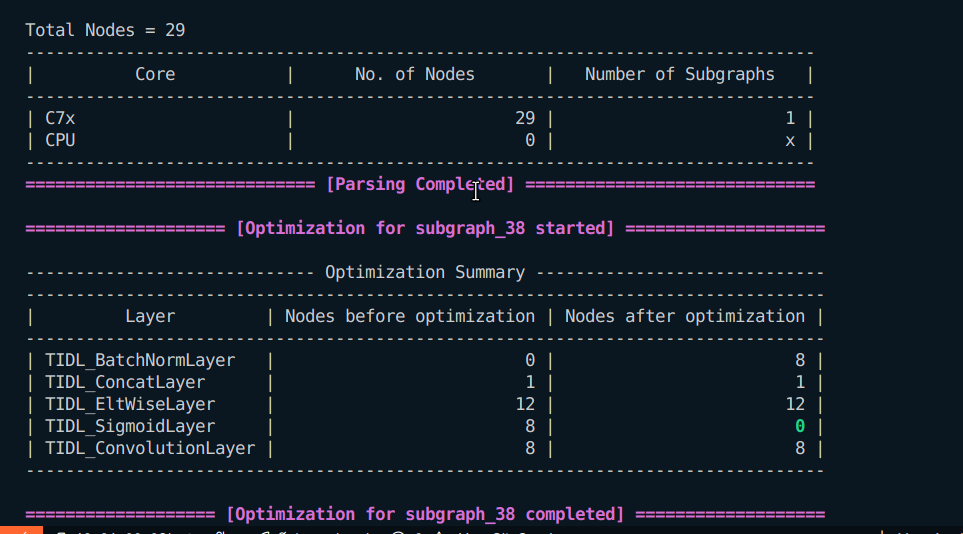 Total Nodes = 29
-------------------------------------------------------------------------------
|          Core           |      No. of Nodes       |   Number of Subgraphs   |
-------------------------------------------------------------------------------
| C7x                     |                      29 |                       1 |
| CPU                     |                       0 |                       x |
-------------------------------------------------------------------------------
============================= [Parsing Completed] =============================
==================== [Optimization for subgraph_38 started] ====================
----------------------------- Optimization Summary -----------------------------
--------------------------------------------------------------------------------
|         Layer         | Nodes before optimization | Nodes after optimization |
--------------------------------------------------------------------------------
| TIDL_BatchNormLayer   |                         0 |                        8 |
| TIDL_ConcatLayer      |                         1 |                        1 |
| TIDL_EltWiseLayer     |                        12 |                       12 |
| TIDL_SigmoidLayer     |                         8 |                        0 |
| TIDL_ConvolutionLayer |                         8 |                        8 |
--------------------------------------------------------------------------------
=================== [Optimization for subgraph_38 completed] ===================